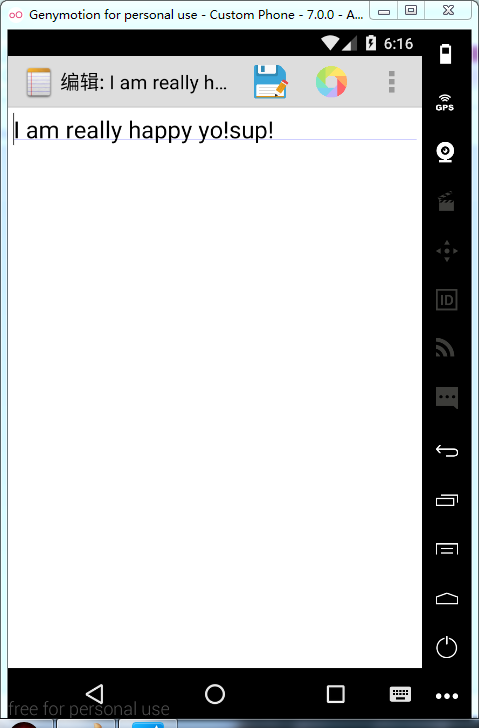 Genymotion for personal use - Custom Phone - 7.0.0 - A...
6:16
编辑: I am really h...
GPS
I am really happy yo!sup!
ID
free for personal use